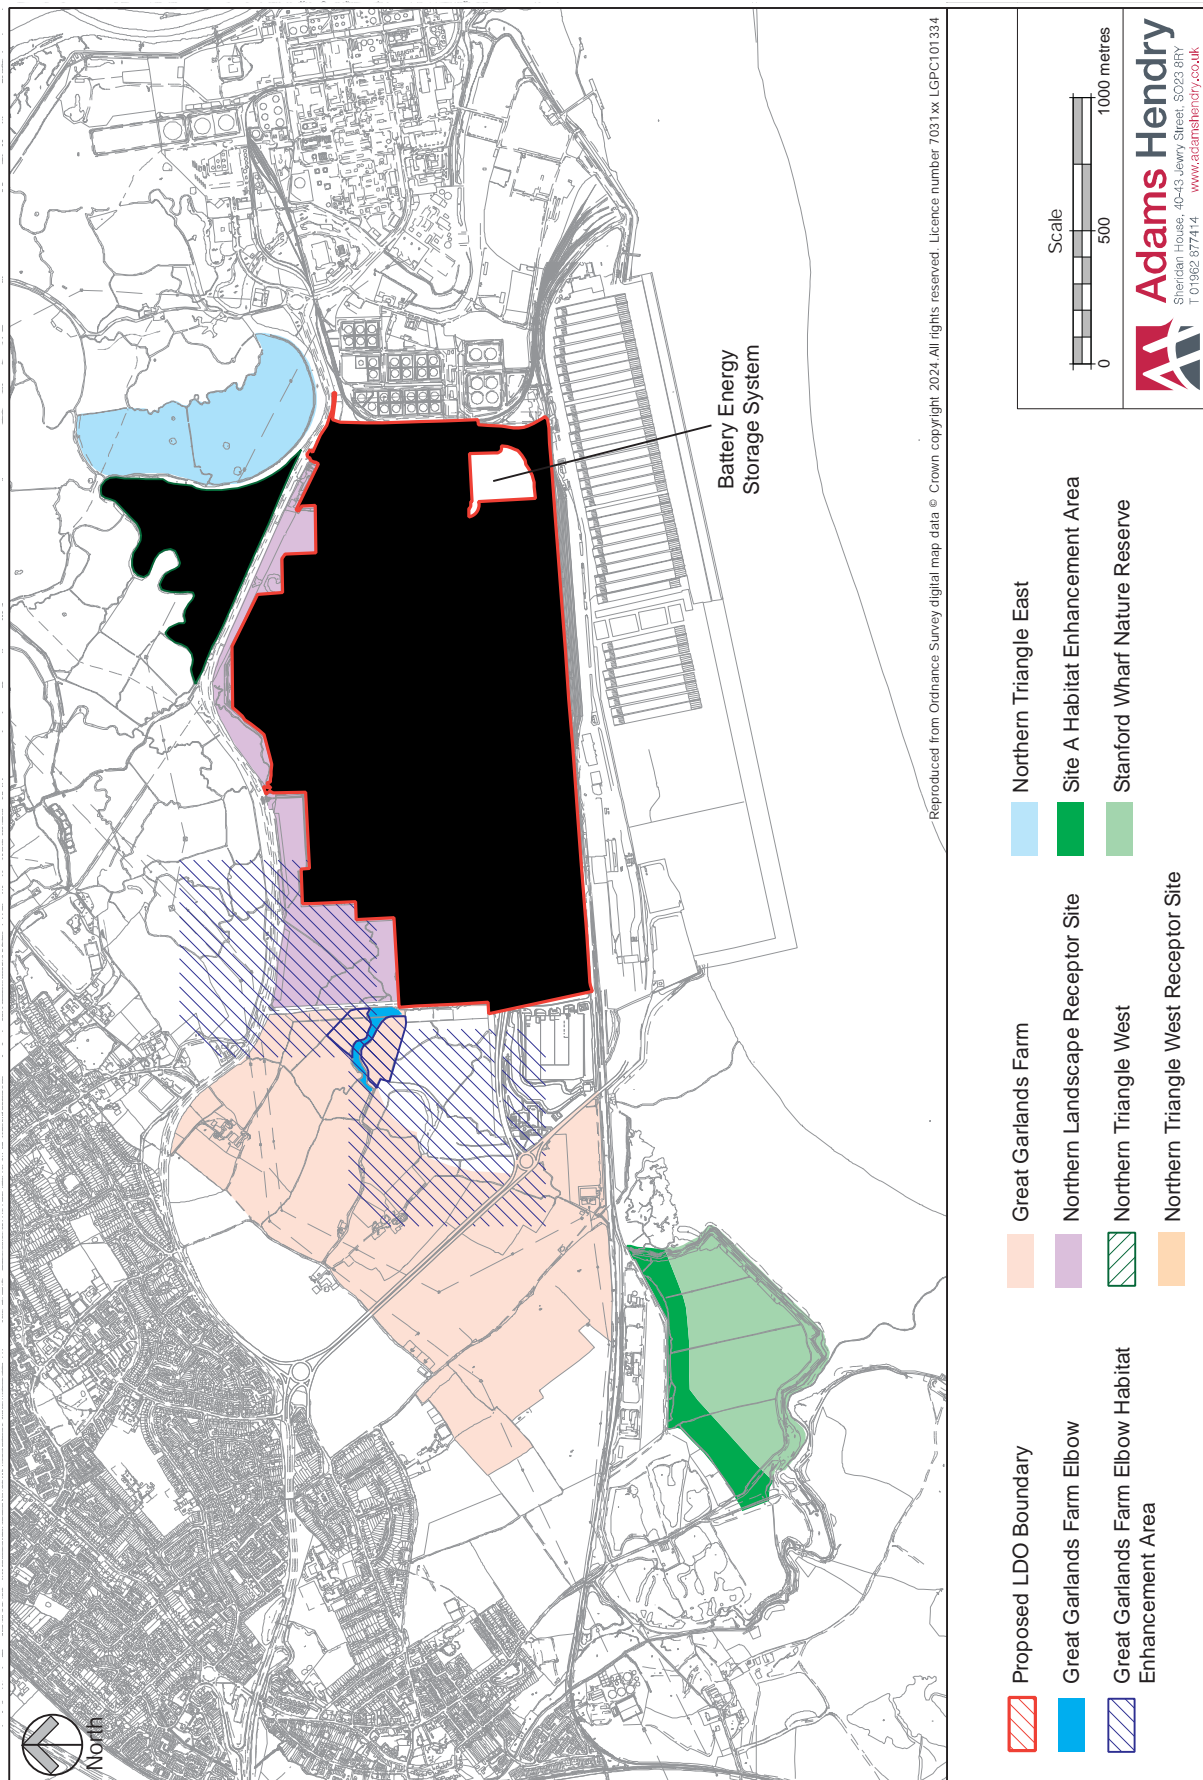 North
Battery Energy
Storage System
Reproduced from Ordnance Survey digital map data © Crown copyright 2024. All rights reserved. Licence number 7031xx LGPC101334
Proposed LDO Boundary
Great Garlands Farm Elbow
Great Garlands Farm Elbow Habitat
Enhancement Area
Great Garlands Farm
Northern Landscape Receptor Site
Northern Triangle West
Northern Triangle West Receptor Site
Northern Triangle East
Site A Habitat Enhancement Area
Stanford Wharf Nature Reserve
Scale
0 500 1000 metres
Adams Hendry
Sheridan House, 40-43 Jewry Street, SO23 8RY
T 01962 877414 www.adamshendry.co.uk